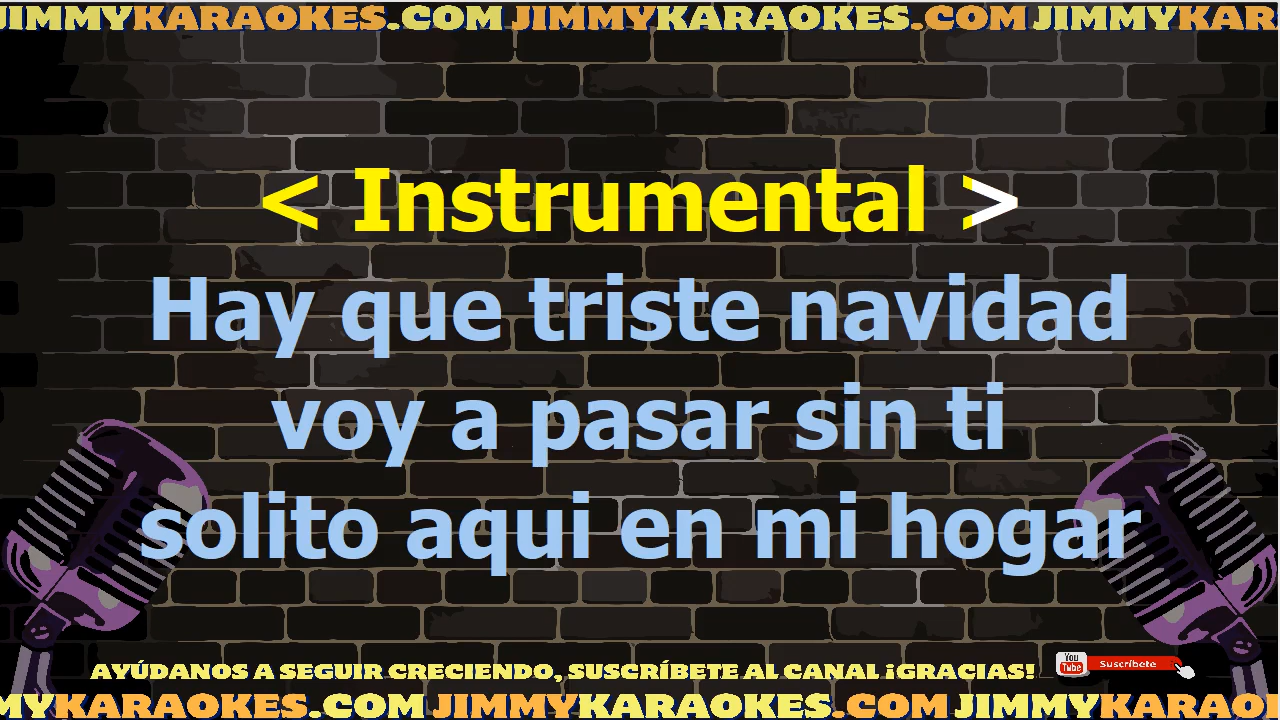 JIMMYKARAOKES.COM JIMMYKARAOKES.COM JIMMYKAR
< Instrumental >
Hay que triste navidad
voy a pasar sin ti
solito aqui en mi hogar
AYÚDANOS A SEGUIR CRECIENDO, SUSCRÍBETE AL CANAL ¡GRACIAS!
You Tube Suscríbete
MYKARAOKES.COM JIMMYKARAOKES.COM JIMMYKARAOK